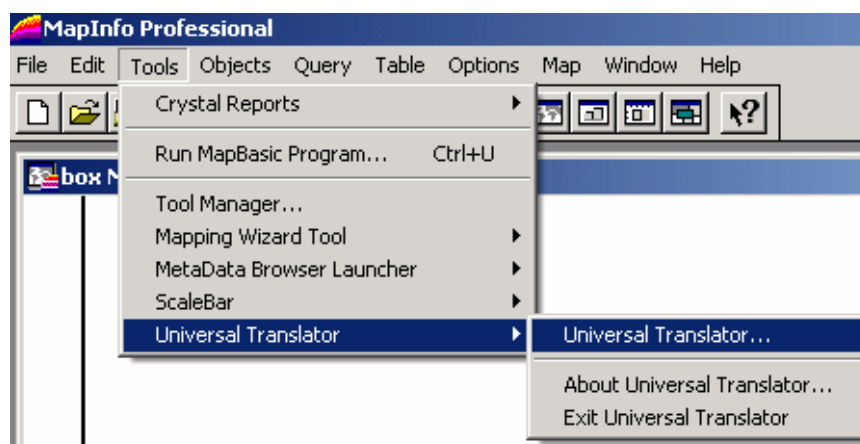 MapInfo Professional
File Edit Tools Objects Query Table Options Map Window Help
Crystal Reports
Run MapBasic Program... Ctrl+U
box M
Tool Manager...
Mapping Wizard Tool
MetaData Browser Launcher
ScaleBar
Universal Translator
Universal Translator...
About Universal Translator...
Exit Universal Translator